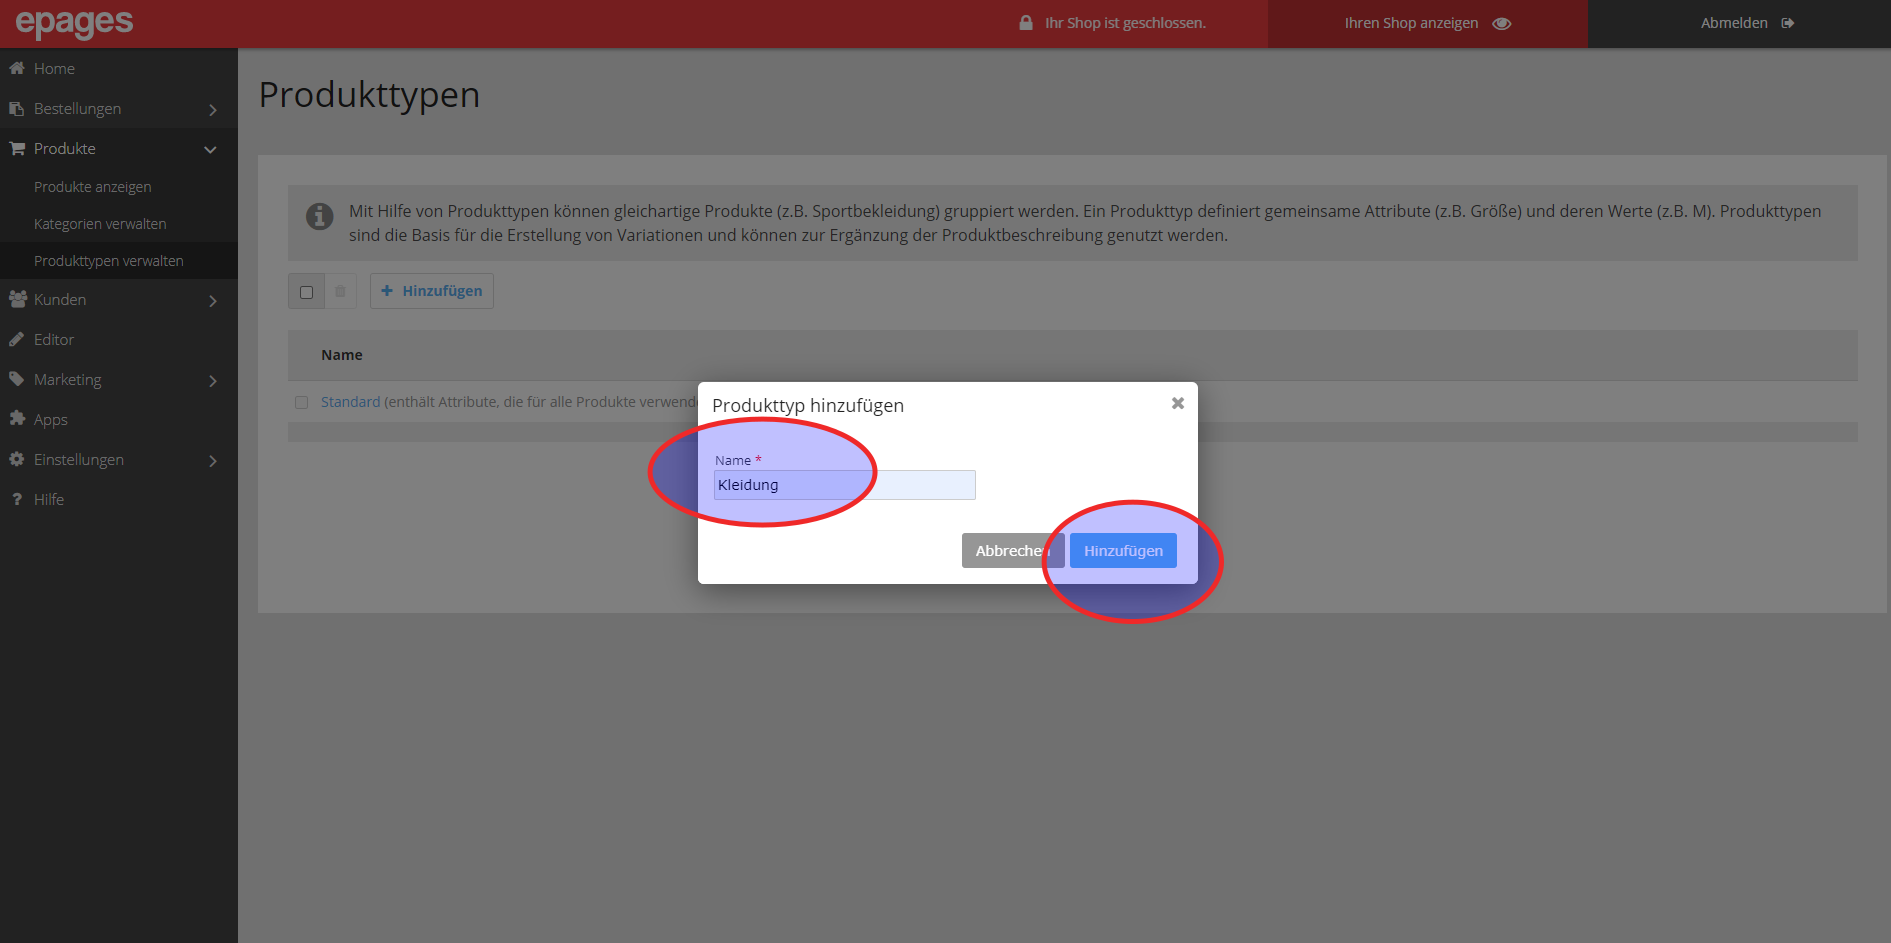 epages
Ihr Shop ist geschlossen.
Ihren Shop anzeigen
Abmelden
Home
Bestellungen
Produkte
Produkte anzeigen
Kategorien verwalten
Produkttypen verwalten
Kunden
Editor
Marketing
Apps
Einstellungen
? Hilfe
Produkttypen
Mit Hilfe von Produkttypen können gleichartige Produkte (z.B. Sportbekleidung) gruppiert werden. Ein Produkttyp definiert gemeinsame Attribute (z.B. Größe) und deren Werte (z.B. M). Produkttypen
sind die Basis für die Erstellung von Variationen und können zur Ergänzung der Produktbeschreibung genutzt werden.
+ Hinzufügen
Name
Standard (enthält Attribute, die für alle Produkte verwend
Produkttyp hinzufügen
Name *
Kleidung
Abbrechen
Hinzufügen